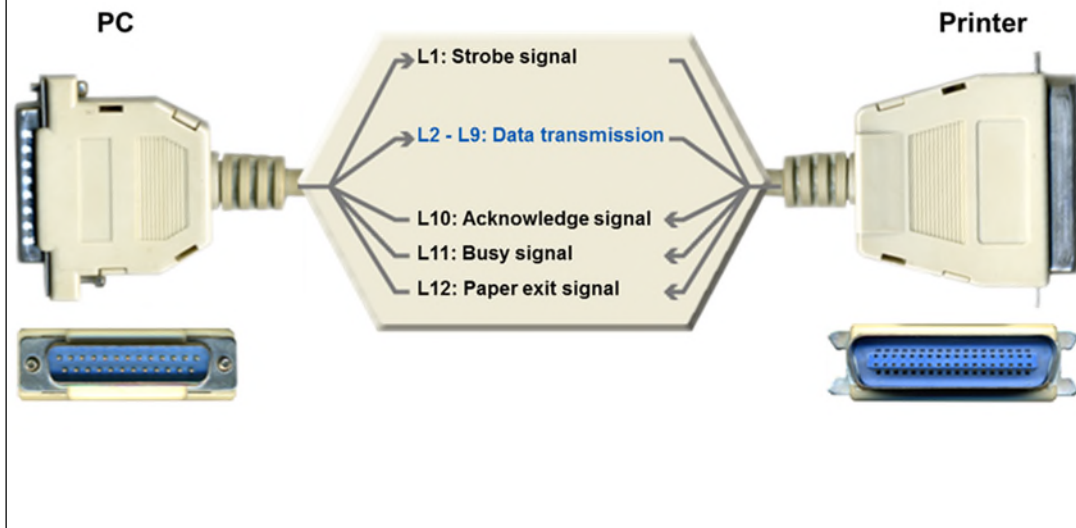 PC
Printer
L1: Strobe signal
L2 - L9: Data transmission
L10: Acknowledge signal
L11: Busy signal
L12: Paper exit signal